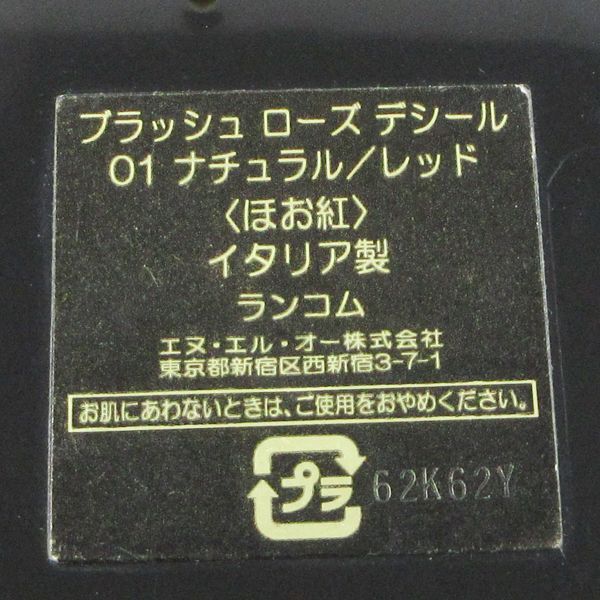 ブラッシュ ローズ デシール
01 ナチュラル/レッド
〈ほお紅〉
イタリア製
ランコム
エヌ・エル・オー株式会社
東京都新宿区西新宿3-7-1
お肌にあわないときは、ご使用をおやめください。
プラ 62K62Y